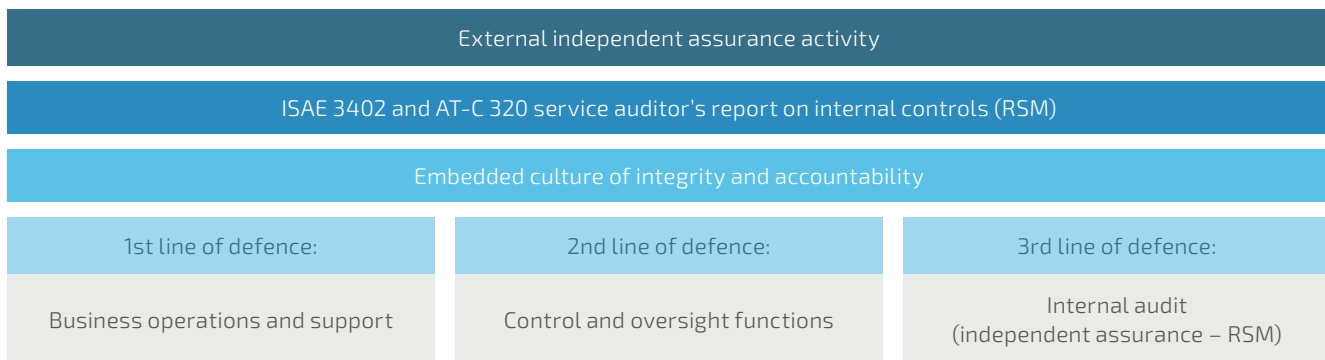 External independent assurance activity
ISAE 3402 and AT-C 320 service auditor’s report on internal controls (RSM)
Embedded culture of integrity and accountability
1st line of defence:
Business operations and support
2nd line of defence:
Control and oversight functions
3rd line of defence:
Internal audit
(independent assurance – RSM)